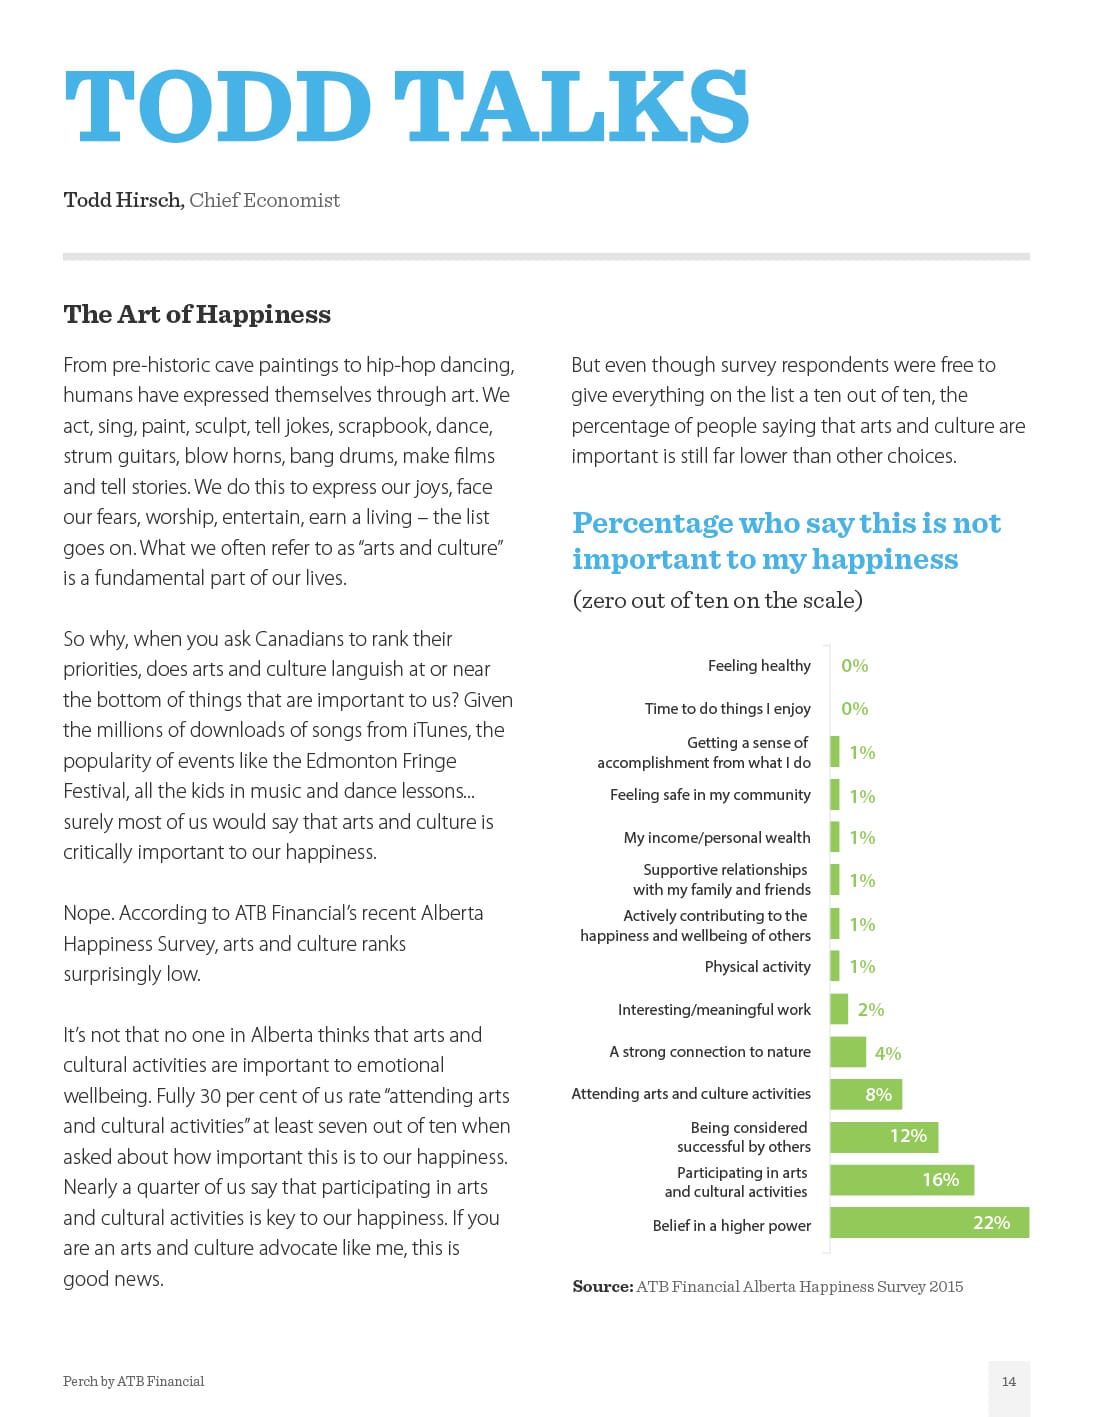 TODD TALKS
Todd Hirsch, Chief Economist
The Art of Happiness
From pre-historic cave paintings to hip-hop dancing,
humans have expressed themselves through art. We
act, sing, paint, sculpt, tell jokes, scrapbook, dance,
strum guitars, blow horns, bang drums, make films
and tell stories. We do this to express our joys, face
our fears, worship, entertain, earn a living – the list
goes on. What we often refer to as “arts and culture”
is a fundamental part of our lives.
So why, when you ask Canadians to rank their
priorities, does arts and culture languish at or near
the bottom of things that are important to us? Given
the millions of downloads of songs from iTunes, the
popularity of events like the Edmonton Fringe
Festival, all the kids in music and dance lessons...
surely most of us would say that arts and culture is
critically important to our happiness.
Nope. According to ATB Financial’s recent Alberta
Happiness Survey, arts and culture ranks
surprisingly low.
It’s not that no one in Alberta thinks that arts and
cultural activities are important to emotional
wellbeing. Fully 30 per cent of us rate “attending arts
and cultural activities” at least seven out of ten when
asked about how important this is to our happiness.
Nearly a quarter of us say that participating in arts
and cultural activities is key to our happiness. If you
are an arts and culture advocate like me, this is
good news.
But even though survey respondents were free to
give everything on the list a ten out of ten, the
percentage of people saying that arts and culture are
important is still far lower than other choices.
Percentage who say this is not
important to my happiness
(zero out of ten on the scale)
Feeling healthy 0%
Time to do things I enjoy 0%
Getting a sense of
accomplishment from what I do 1%
Feeling safe in my community 1%
My income/personal wealth 1%
Supportive relationships
with my family and friends 1%
Actively contributing to the
happiness and wellbeing of others 1%
Physical activity 1%
Interesting/meaningful work 2%
A strong connection to nature 4%
Attending arts and culture activities 8%
Being considered
successful by others 12%
Participating in arts
and cultural activities 16%
Belief in a higher power 22%
Source: ATB Financial Alberta Happiness Survey 2015
Perch by ATB Financial
14